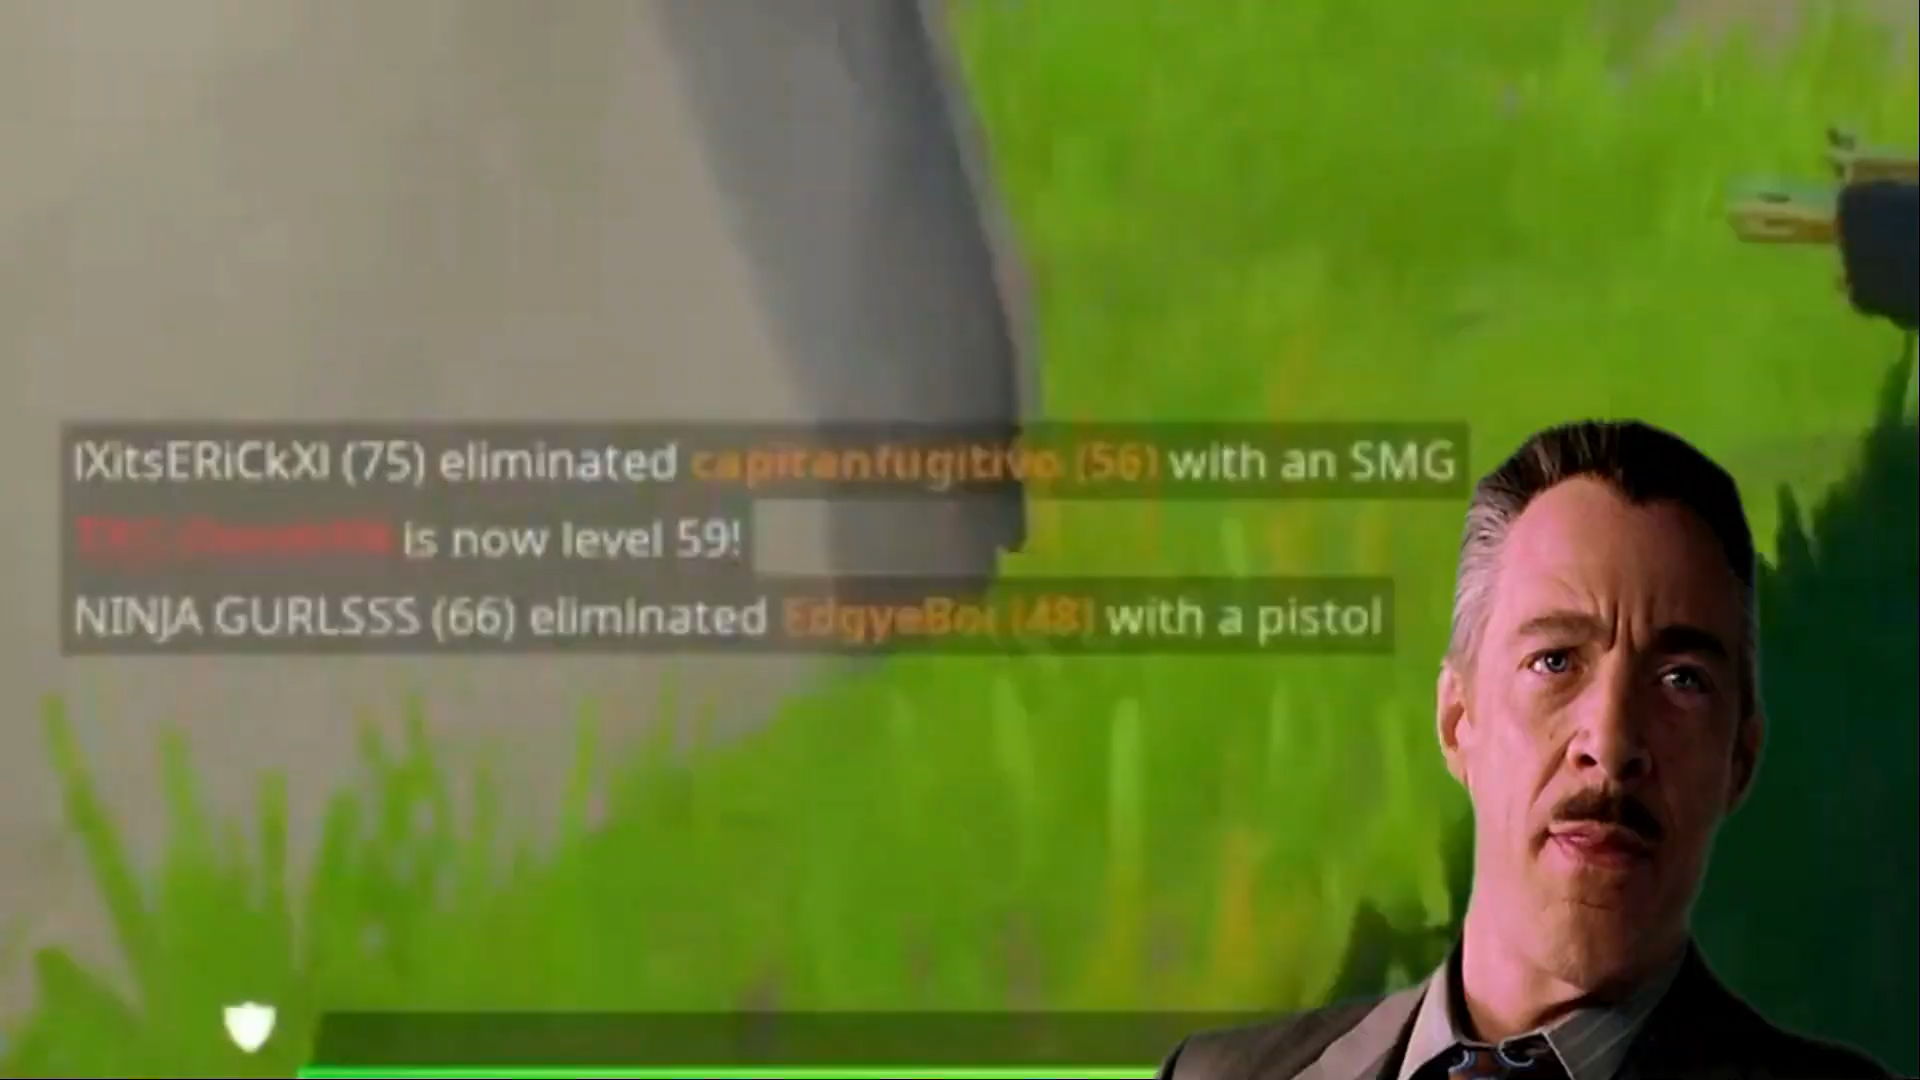 lXitsERiCkXl (75) eliminated capitanfugitivo (56) with an SMG
is now level 59!
NINJA GURLSSS (66) eliminated EdgyeBoi (48) with a pistol